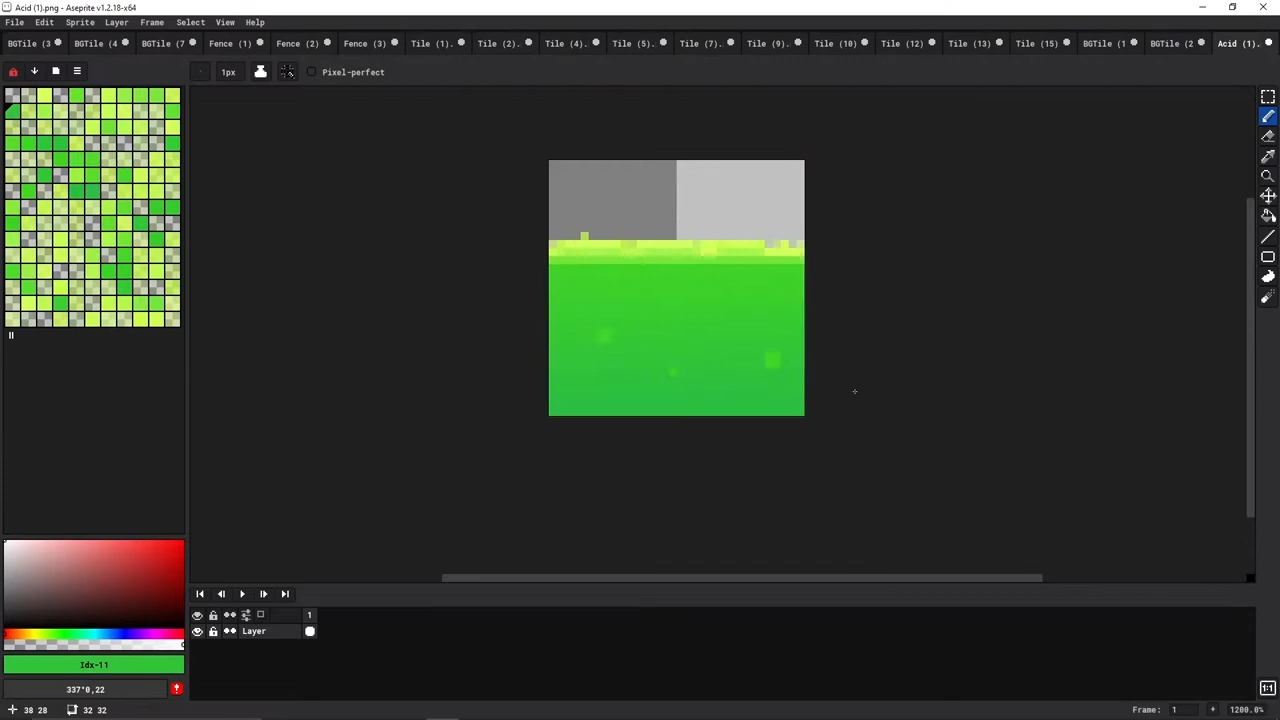 Acid (1).png - Aseprite v1.2.18-x64
File Edit Sprite Layer Frame Select View Help
BGTile (3 BGTile (4 BGTile (7 Fence (1) Fence (2) Fence (3) Tile (1). Tile (2). Tile (4). Tile (5). Tile (7). Tile (9). Tile (10) Tile (12) Tile (13) Tile (15) BGTile (1 BGTile (2 Acid (1).
1px Pixel-perfect
1
Layer
Idx-11
337°0,22
1:1
38 28 32 32 Frame: 1 + 1200.0%